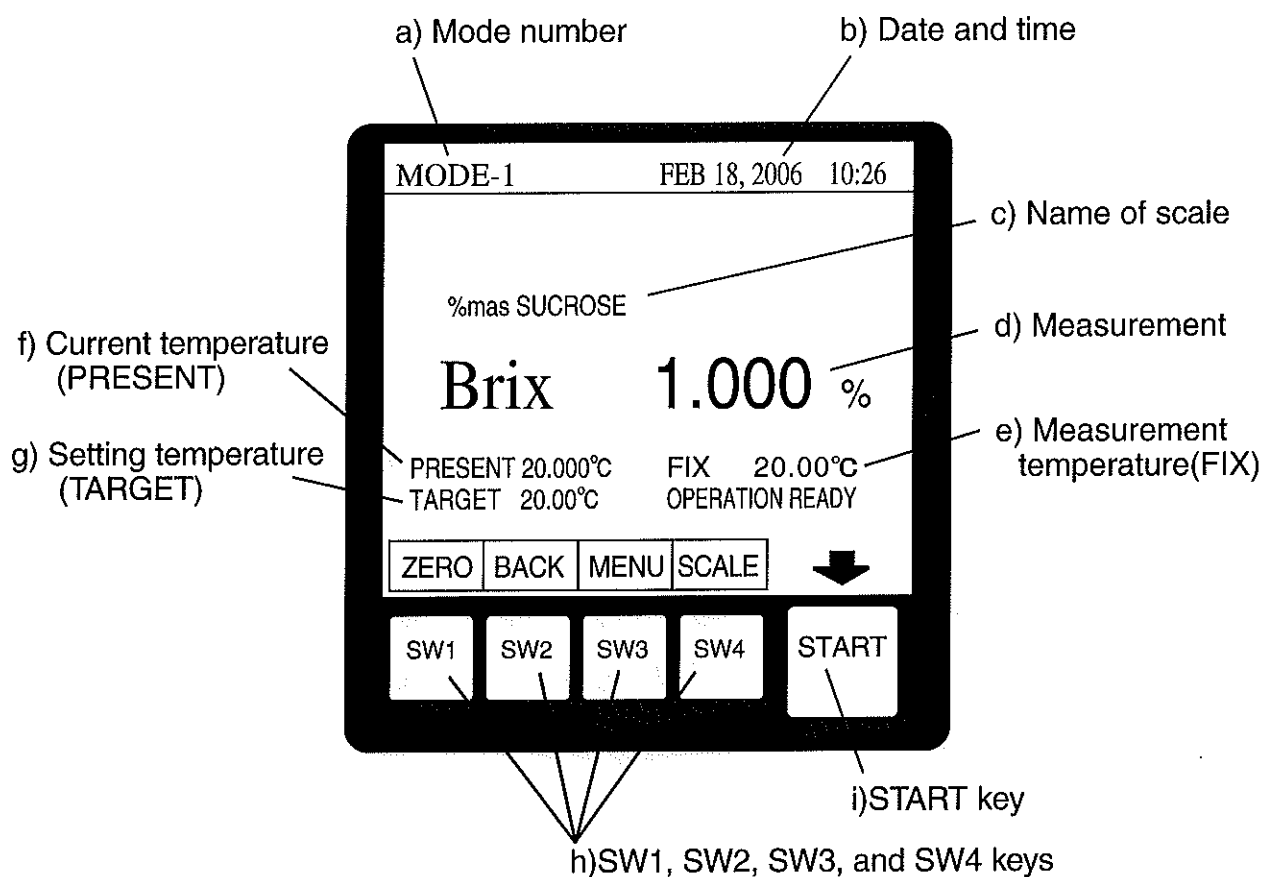 a) Mode number
b) Date and time
MODE-1 FEB 18, 2006 10:26
c) Name of scale
%mas SUCROSE
d) Measurement
f) Current temperature
(PRESENT)
Brix 1.000 %
e) Measurement
temperature(FIX)
g) Setting temperature
(TARGET)
PRESENT 20.000°C FIX 20.00°C
TARGET 20.00°C OPERATION READY
ZERO BACK MENU SCALE
SW1 SW2 SW3 SW4 START
i)START key
h)SW1, SW2, SW3, and SW4 keys